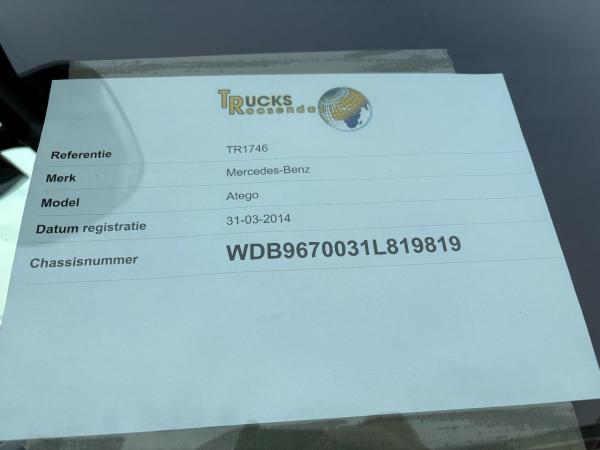 TRUCKS
Roosendaal
Referentie TR1746
Merk Mercedes-Benz
Model Atego
Datum registratie 31-03-2014
Chassisnummer WDB9670031L819819